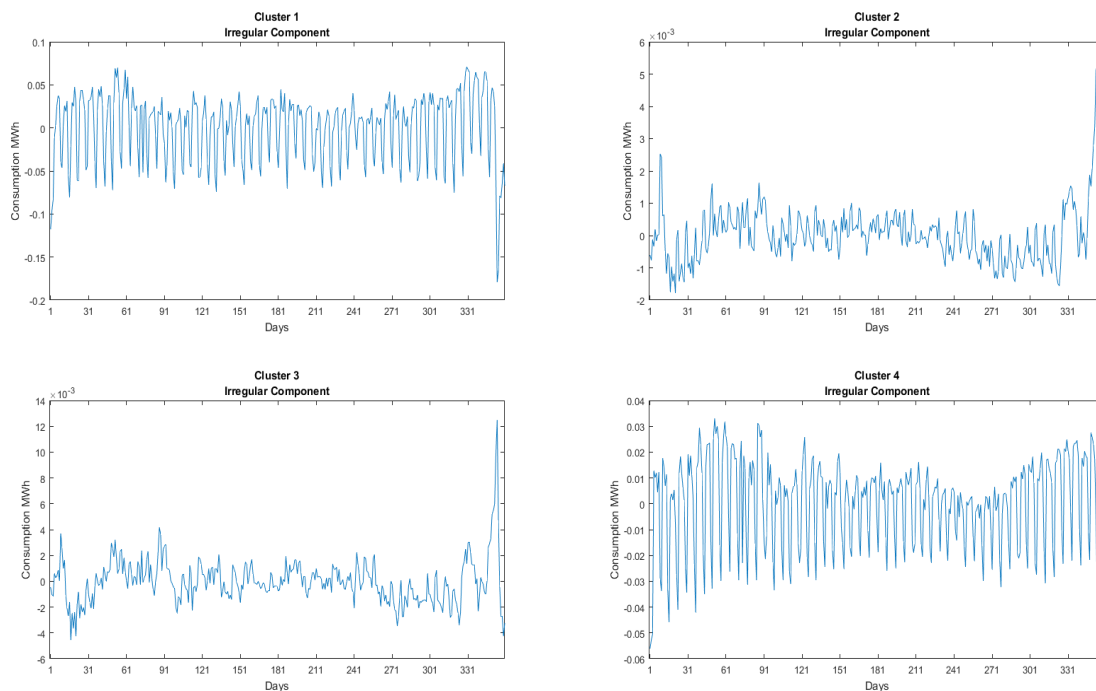 Cluster 1
Irregular Component
0.1
0.05
0
-0.05
-0.1
-0.15
-0.2
Consumption MWh
1 31 61 91 121 151 181 211 241 271 301 331
Days
Cluster 2
Irregular Component
×10-3
6
5
4
3
2
1
0
-1
-2
Consumption MWh
1 31 61 91 121 151 181 211 241 271 301 331
Days
Cluster 3
Irregular Component
×10-3
14
12
10
8
6
4
2
0
-2
-4
-6
Consumption MWh
1 31 61 91 121 151 181 211 241 271 301 331
Days
Cluster 4
Irregular Component
0.04
0.03
0.02
0.01
0
-0.01
-0.02
-0.03
-0.04
-0.05
-0.06
Consumption MWh
1 31 61 91 121 151 181 211 241 271 301 331
Days